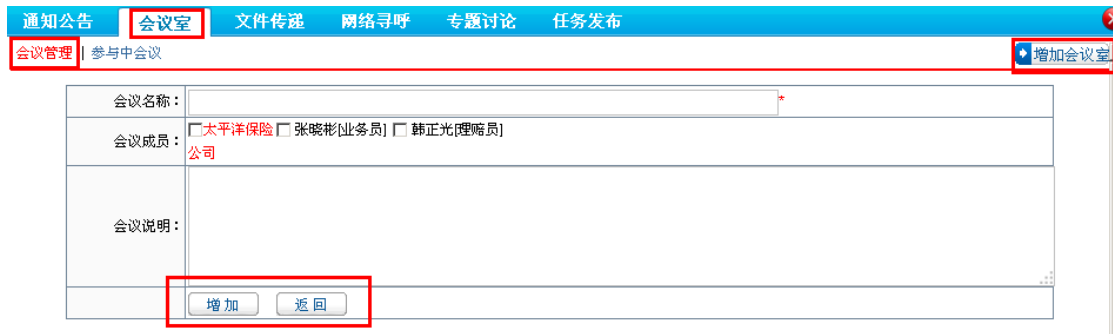 通知公告 会议室 文件传递 网络寻呼 专题讨论 任务发布
会议管理 | 参与中会议 增加会议室
会议名称： *
会议成员： 太平洋保险 张晓彬[业务员] 韩正光[理赔员]
公司
会议说明：
增加 返回